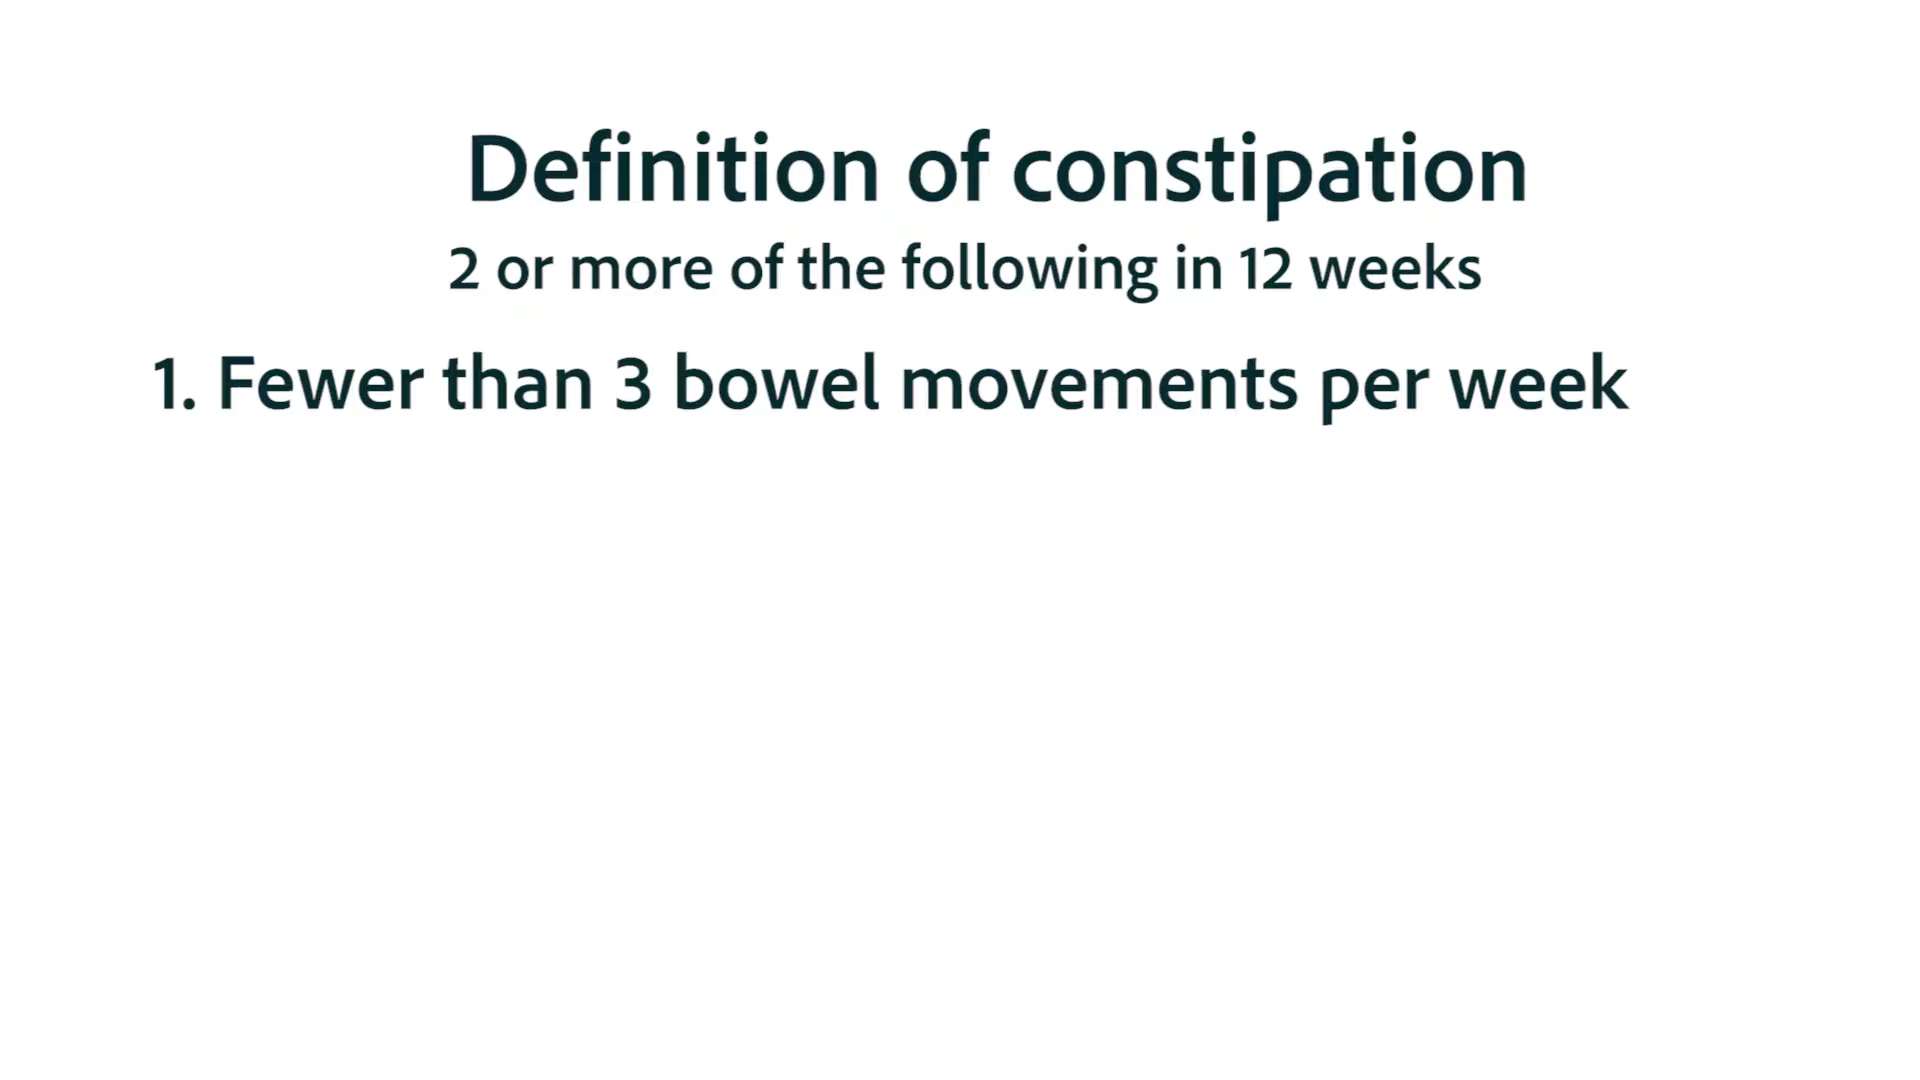 Definition of constipation
2 or more of the following in 12 weeks
1. Fewer than 3 bowel movements per week